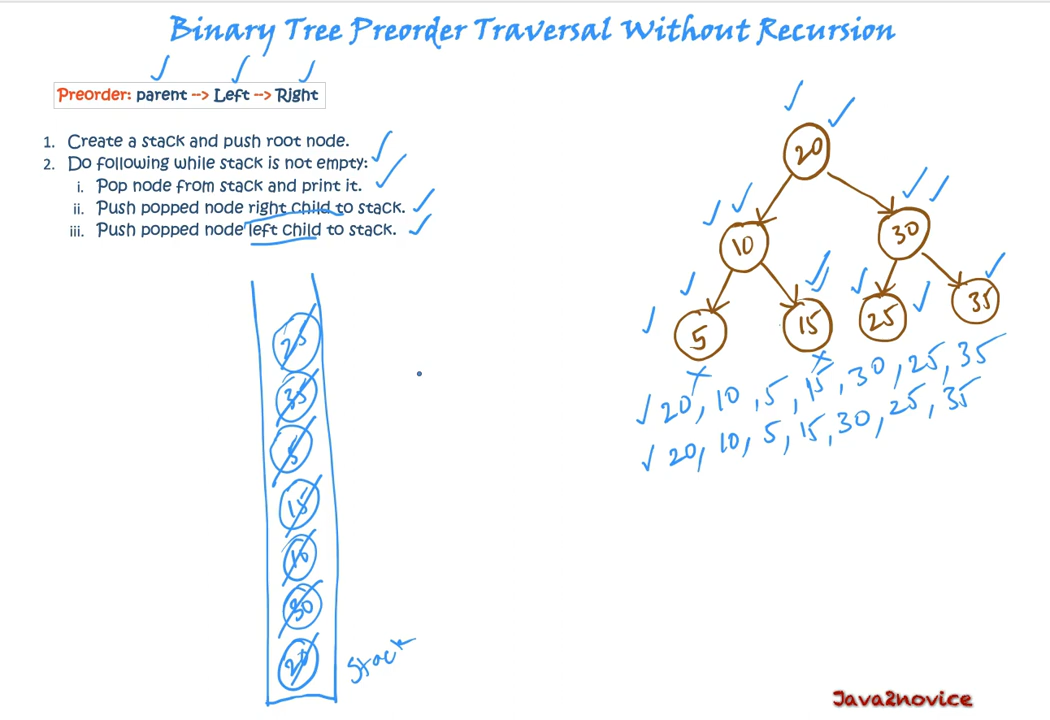 Binary Tree Preorder Traversal Without Recursion
Preorder: parent --> Left --> Right
1. Create a stack and push root node.
2. Do following while stack is not empty:
i. Pop node from stack and print it.
ii. Push popped node right child to stack.
iii. Push popped node left child to stack.
20
10
30
5
15
25
35
20, 10, 5, 15, 30, 25, 35
20, 10, 5, 15, 30, 25, 35
25
35
5
15
10
30
20
Stack
Java2novice